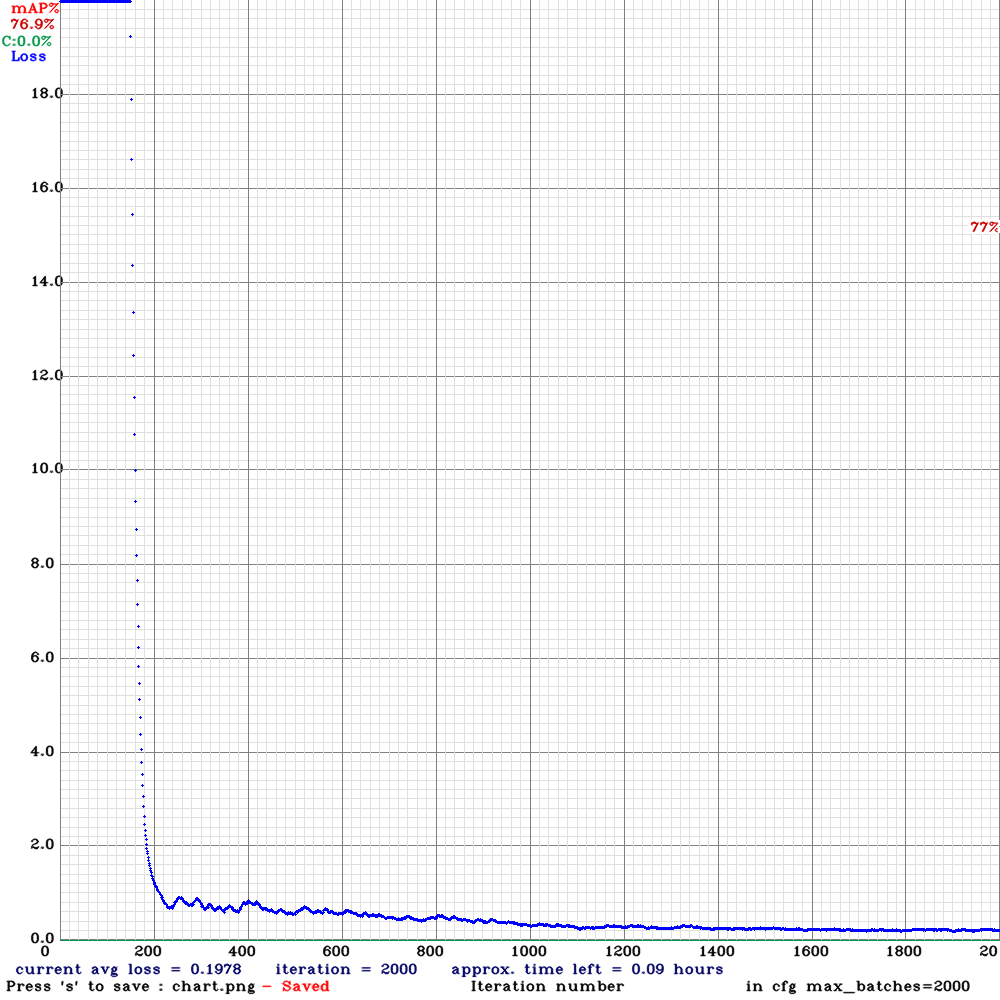 mAP%
76.9%
C:0.0%
Loss
18.0
16.0
77%
14.0
12.0
10.0
8.0
6.0
4.0
2.0
0.0
0 200 400 600 800 1000 1200 1400 1600 1800 20
current avg loss = 0.1978 iteration = 2000 approx. time left = 0.09 hours
Press 's' to save : chart.png - Saved Iteration number in cfg max_batches=2000